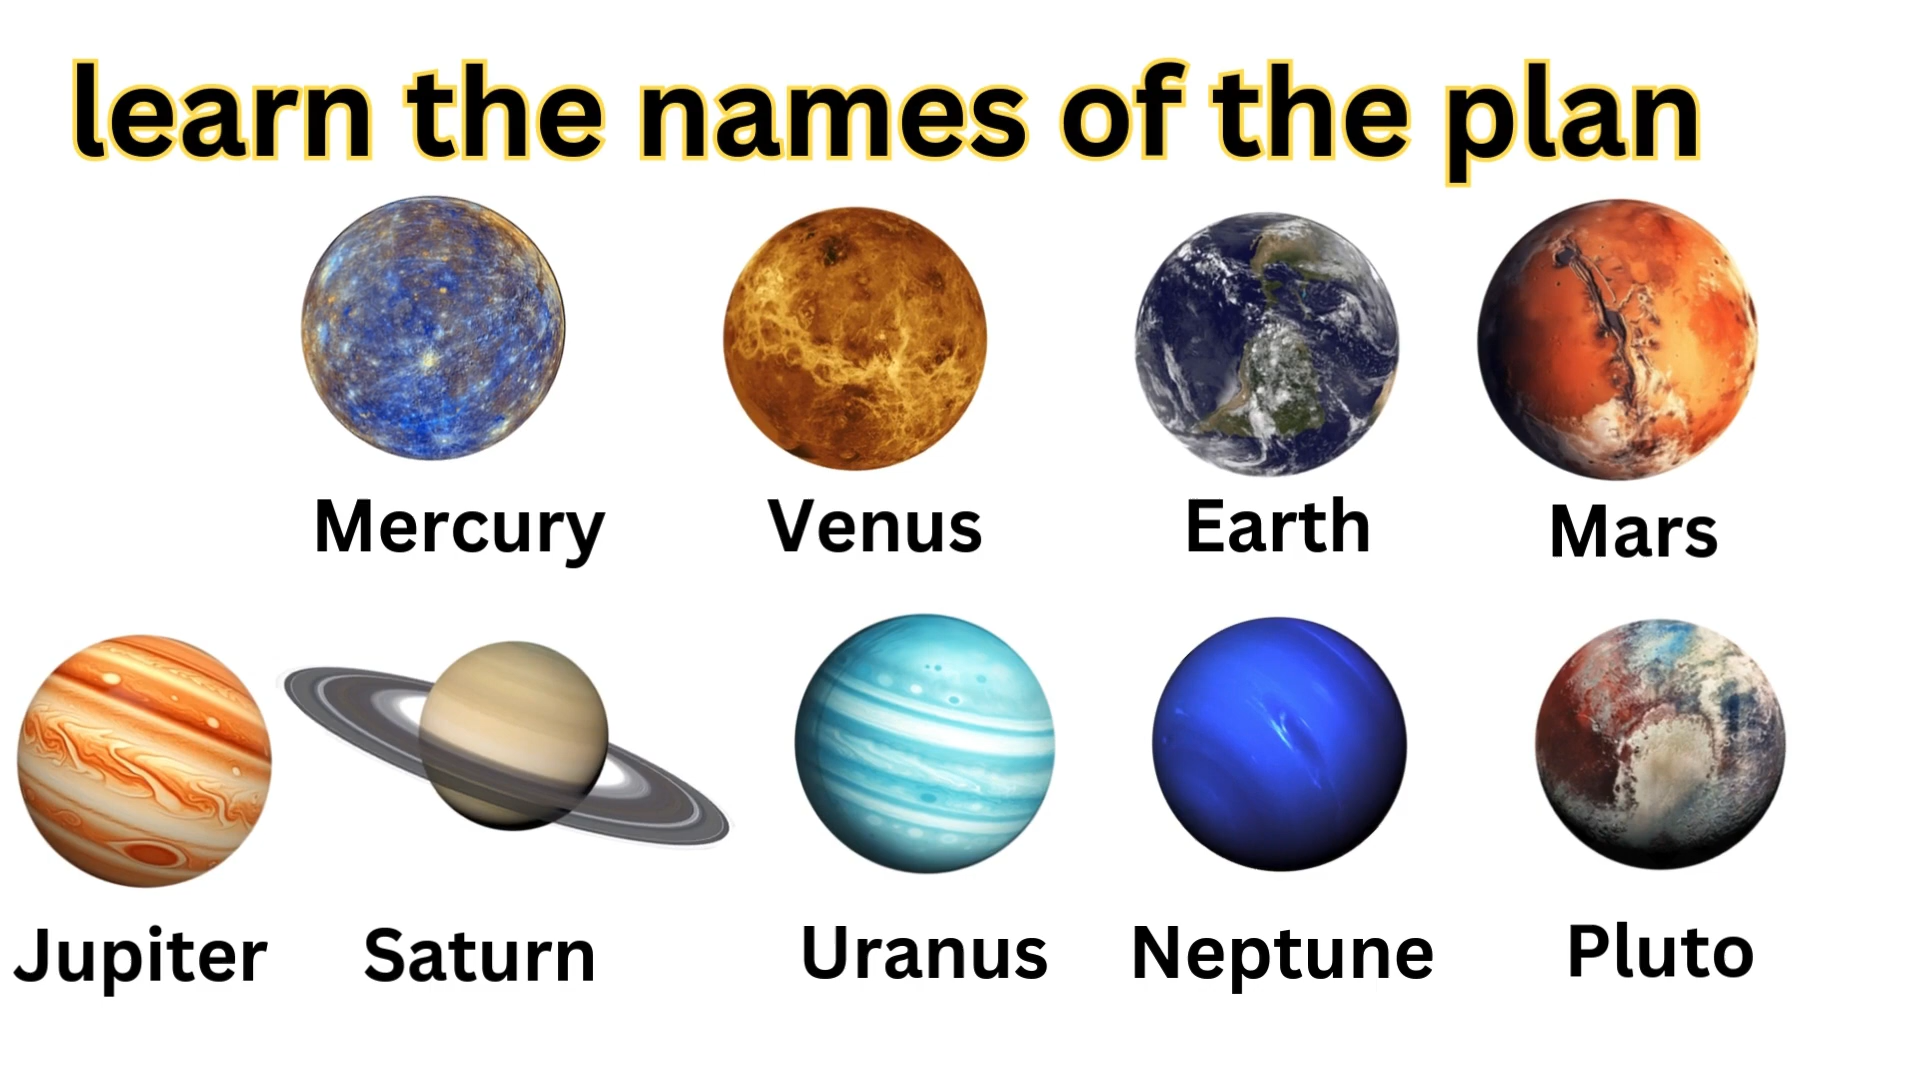 learn the names of the plan
Mercury Venus Earth Mars
Jupiter Saturn Uranus Neptune Pluto